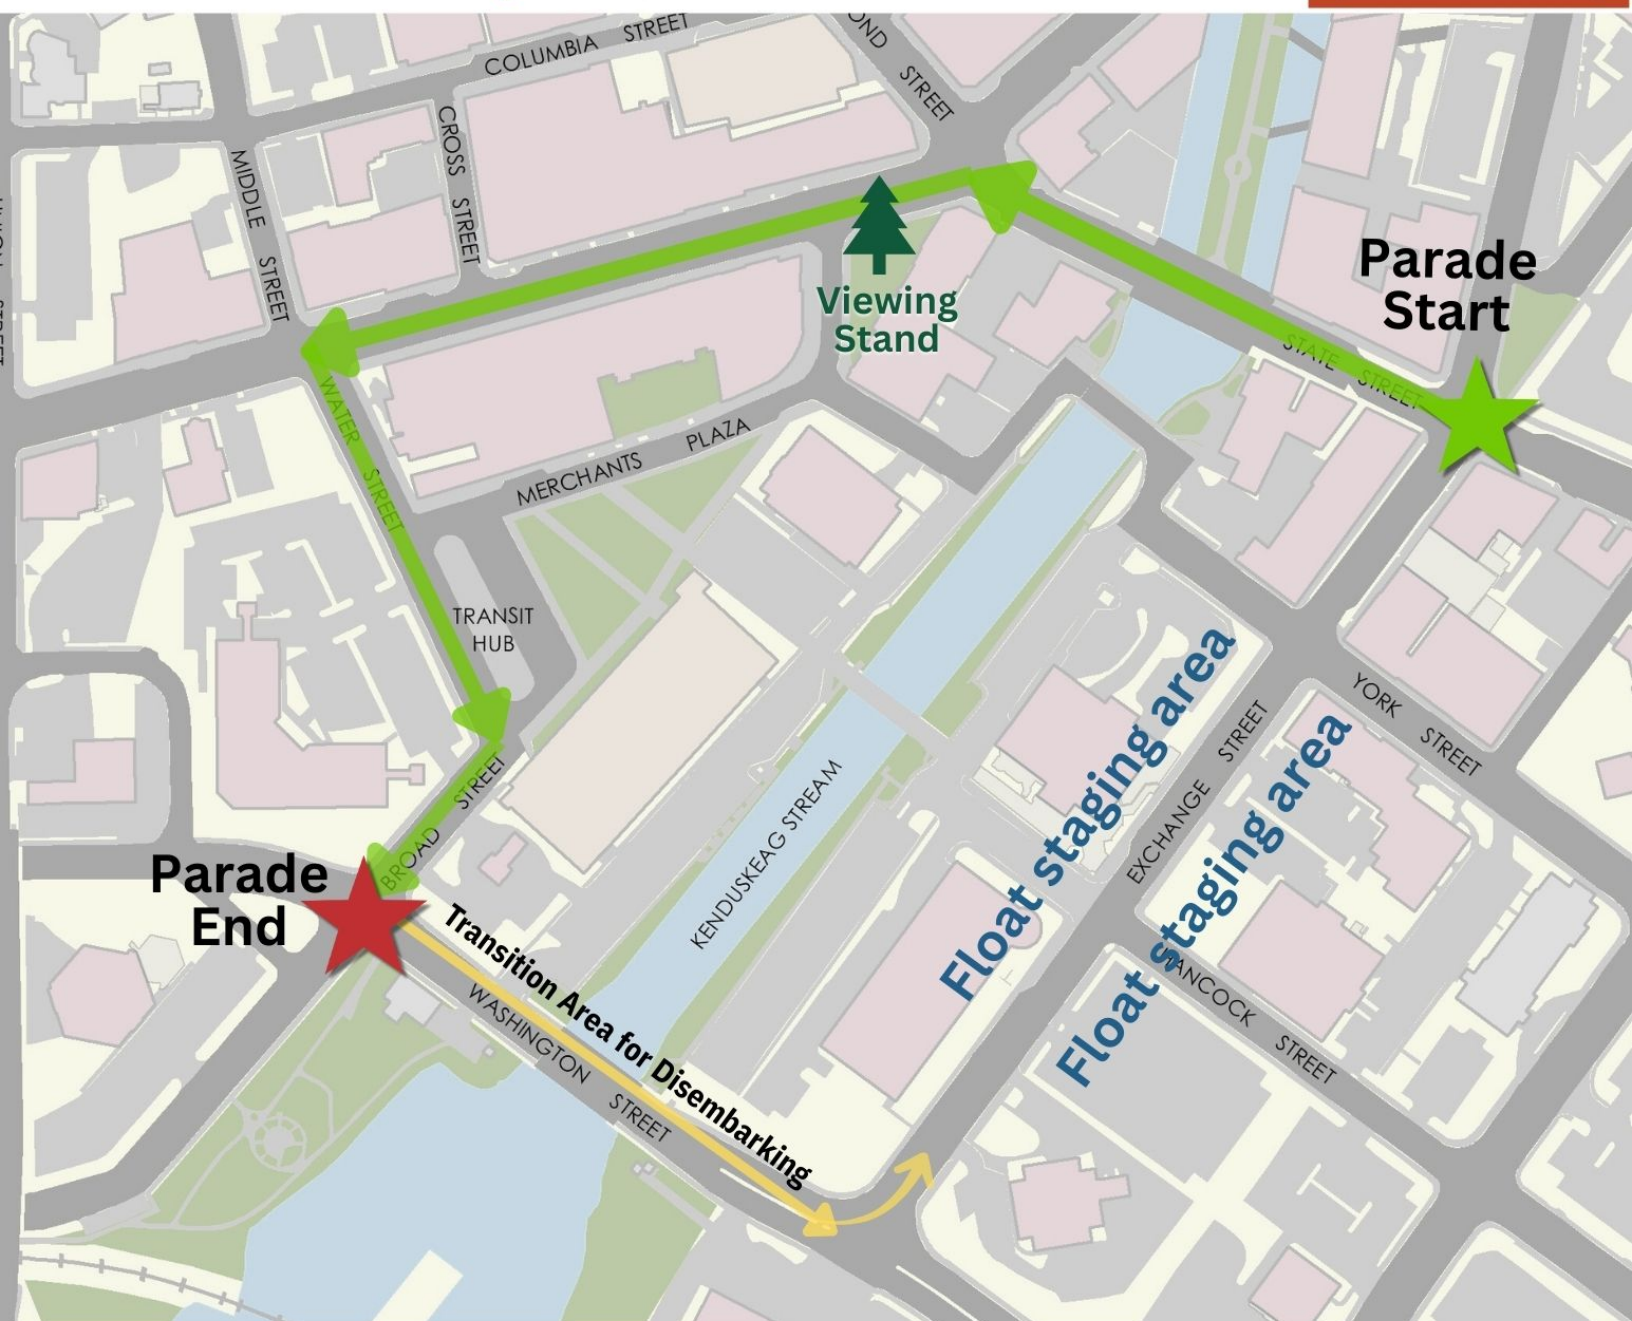 COLUMBIA STREET
OND STREET
CROSS STREET
MIDDLE STREET
Parade
Start
Viewing
Stand
STATE STREET
WATER STREET
MERCHANTS PLAZA
TRANSIT
HUB
Float staging area
Float staging area
YORK STREET
EXCHANGE STREET
KENDUSKEAG STREAM
BROAD STREET
Parade
End
Transition Area for Disembarking
WASHINGTON STREET
HANCOCK STREET